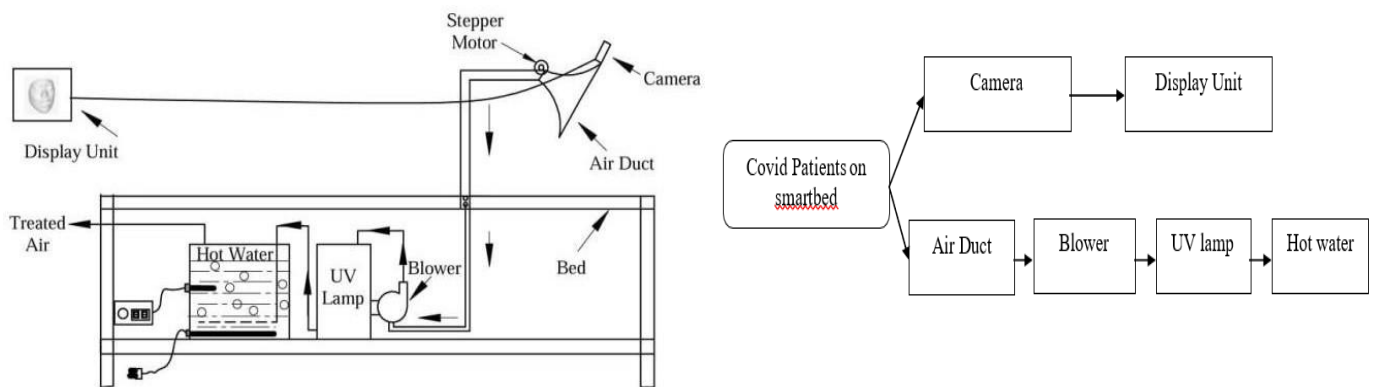 Stepper
Motor
Camera
Display Unit
Air Duct
Treated
Air
Hot Water
UV
Lamp
Blower
Bed
Camera
Display Unit
Covid Patients on
smartbed
Air Duct
Blower
UV lamp
Hot water